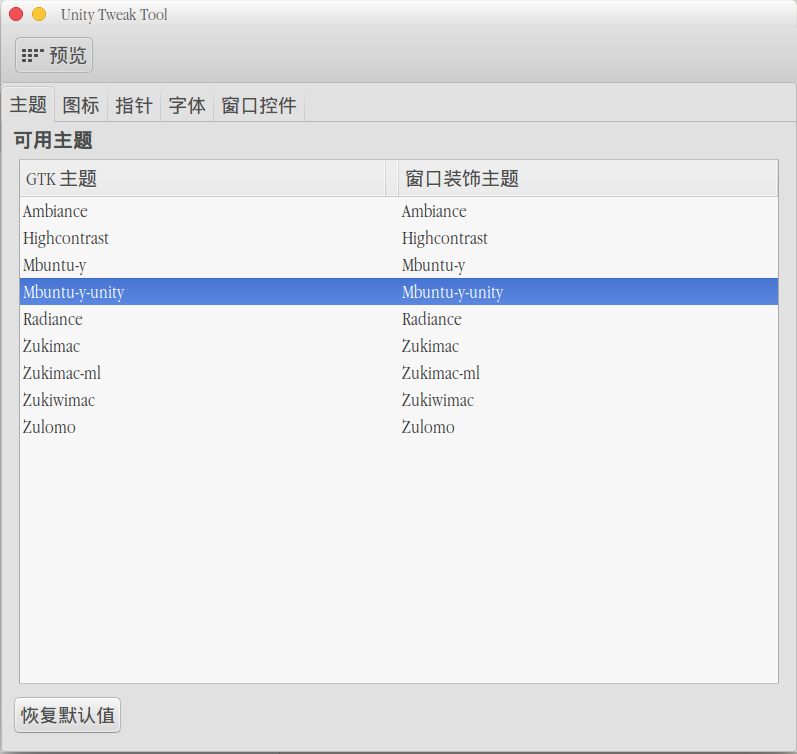 Unity Tweak Tool
预览
主题 图标 指针 字体 窗口控件
可用主题
GTK 主题 窗口装饰主题
Ambiance Ambiance
Highcontrast Highcontrast
Mbuntu-y Mbuntu-y
Mbuntu-y-unity Mbuntu-y-unity
Radiance Radiance
Zukimac Zukimac
Zukimac-ml Zukimac-ml
Zukiwimac Zukiwimac
Zulomo Zulomo
恢复默认值